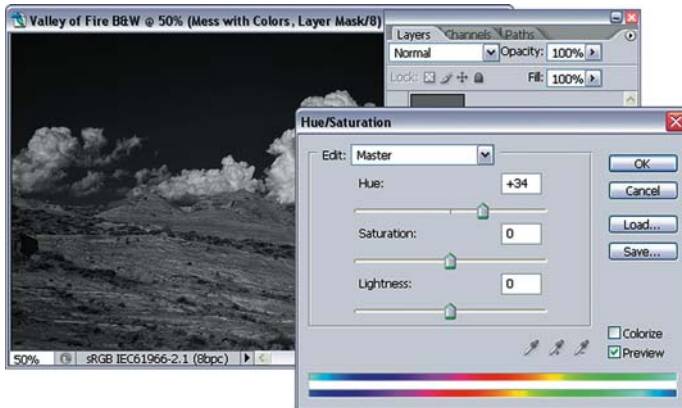 Valley of Fire B&W @ 50% (Mess with Colors, Layer Mask/8)
Layers Channels Paths
Normal Opacity: 100%
Lock: Fill: 100%
Hue/Saturation
Edit: Master
Hue: +34
Saturation: 0
Lightness: 0
OK
Cancel
Load...
Save...
Colorize
Preview
50% sRGB IEC61966-2.1 (8bpc)